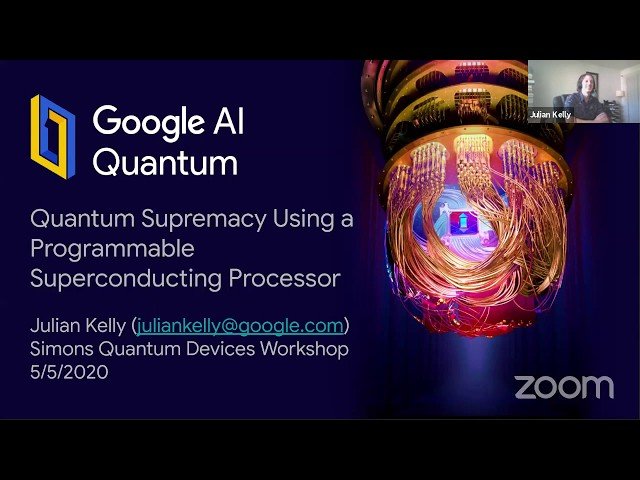 Google AI
Quantum
Quantum Supremacy Using a
Programmable
Superconducting Processor
Julian Kelly (juliankelly@google.com)
Simons Quantum Devices Workshop
5/5/2020
Julian Kelly
zoom